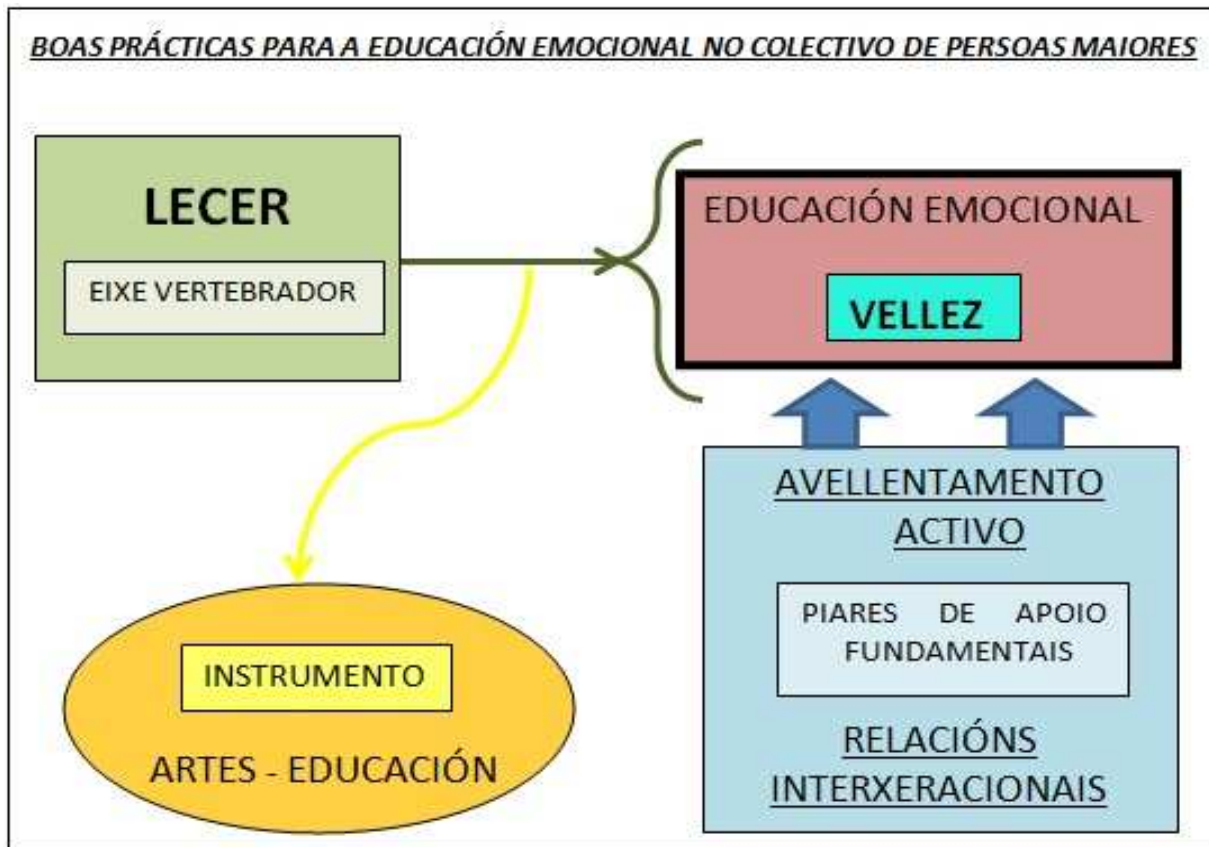 BOAS PRÁCTICAS PARA A EDUCACIÓN EMOCIONAL NO COLECTIVO DE PERSOAS MAIORES
LECER
EIXE VERTEBRADOR
EDUCACIÓN EMOCIONAL
VELLEZ
AVELLENTAMENTO
ACTIVO
PIARES DE APOIO
FUNDAMENTAIS
RELACIÓNS
INTERXERACIONAIS
INSTRUMENTO
ARTES - EDUCACIÓN